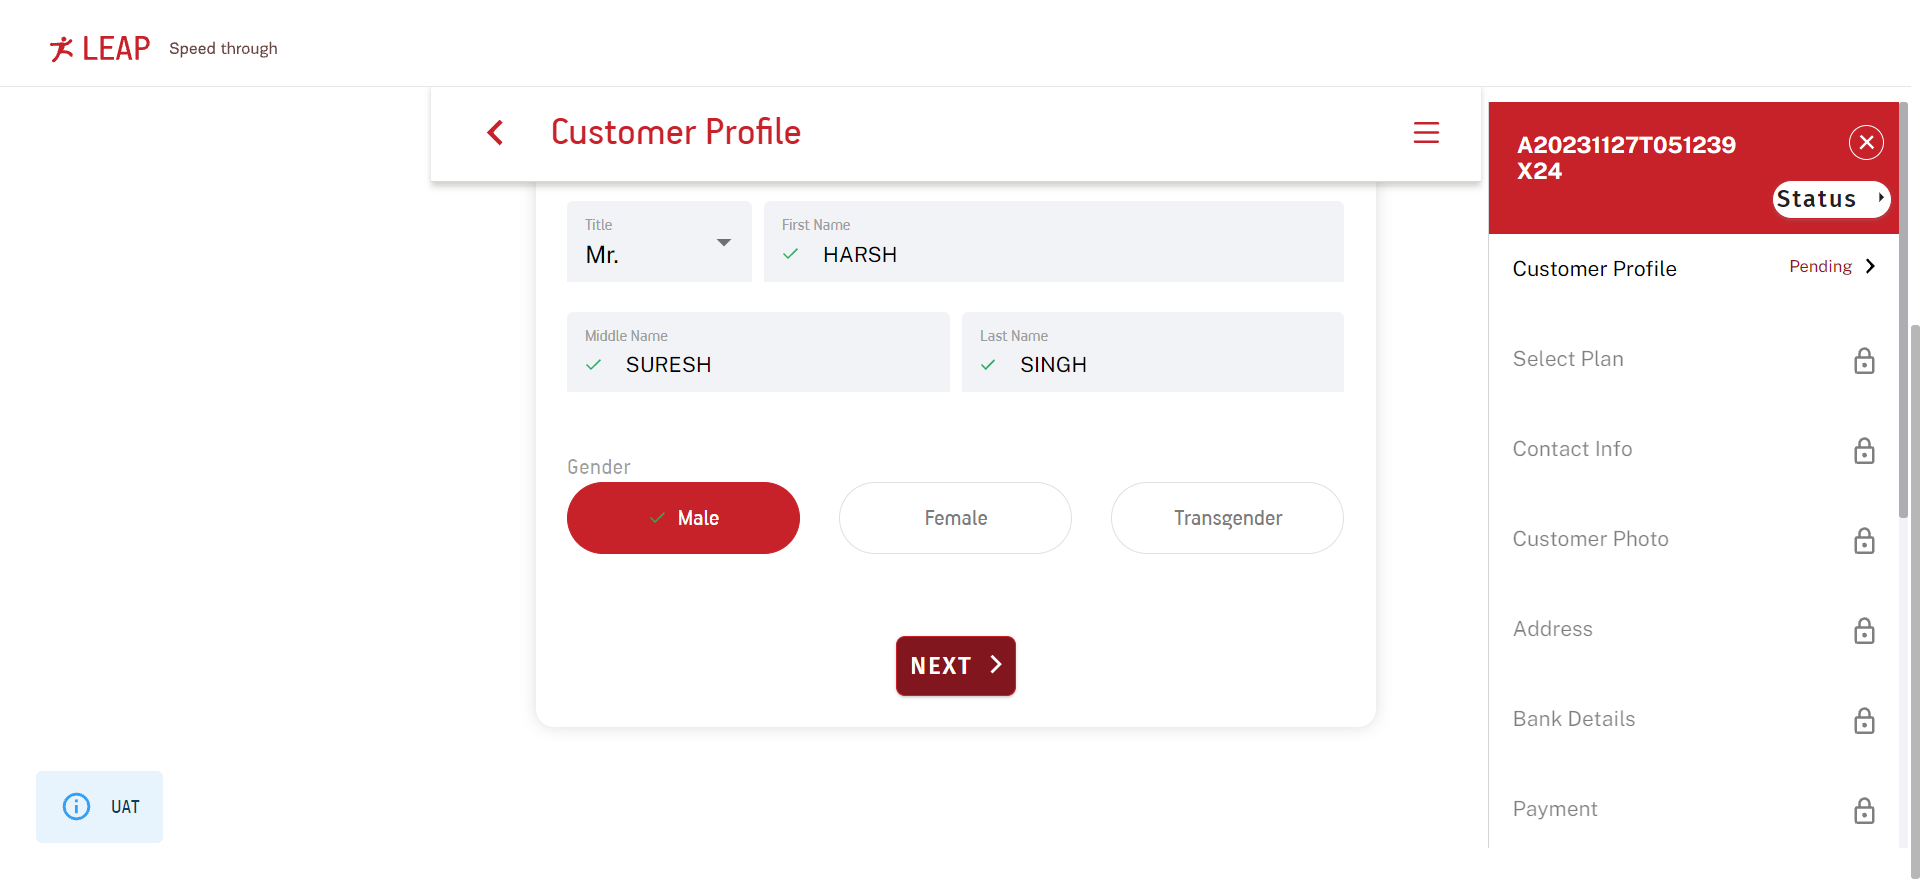 LEAP Speed through
Customer Profile
Title
Mr.
First Name
HARSH
Middle Name
SURESH
Last Name
SINGH
Gender
Male
Female
Transgender
NEXT
UAT
A20231127T051239
X24
Status
Customer Profile Pending
Select Plan
Contact Info
Customer Photo
Address
Bank Details
Payment